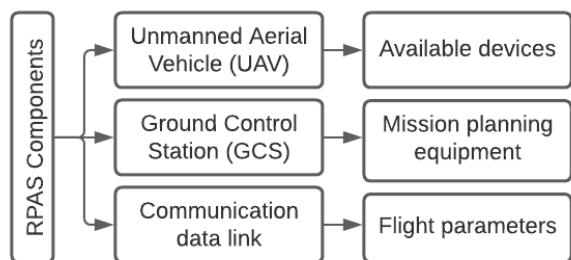 RPAS Components
Unmanned Aerial
Vehicle (UAV)
Available devices
Ground Control
Station (GCS)
Mission planning
equipment
Communication
data link
Flight parameters